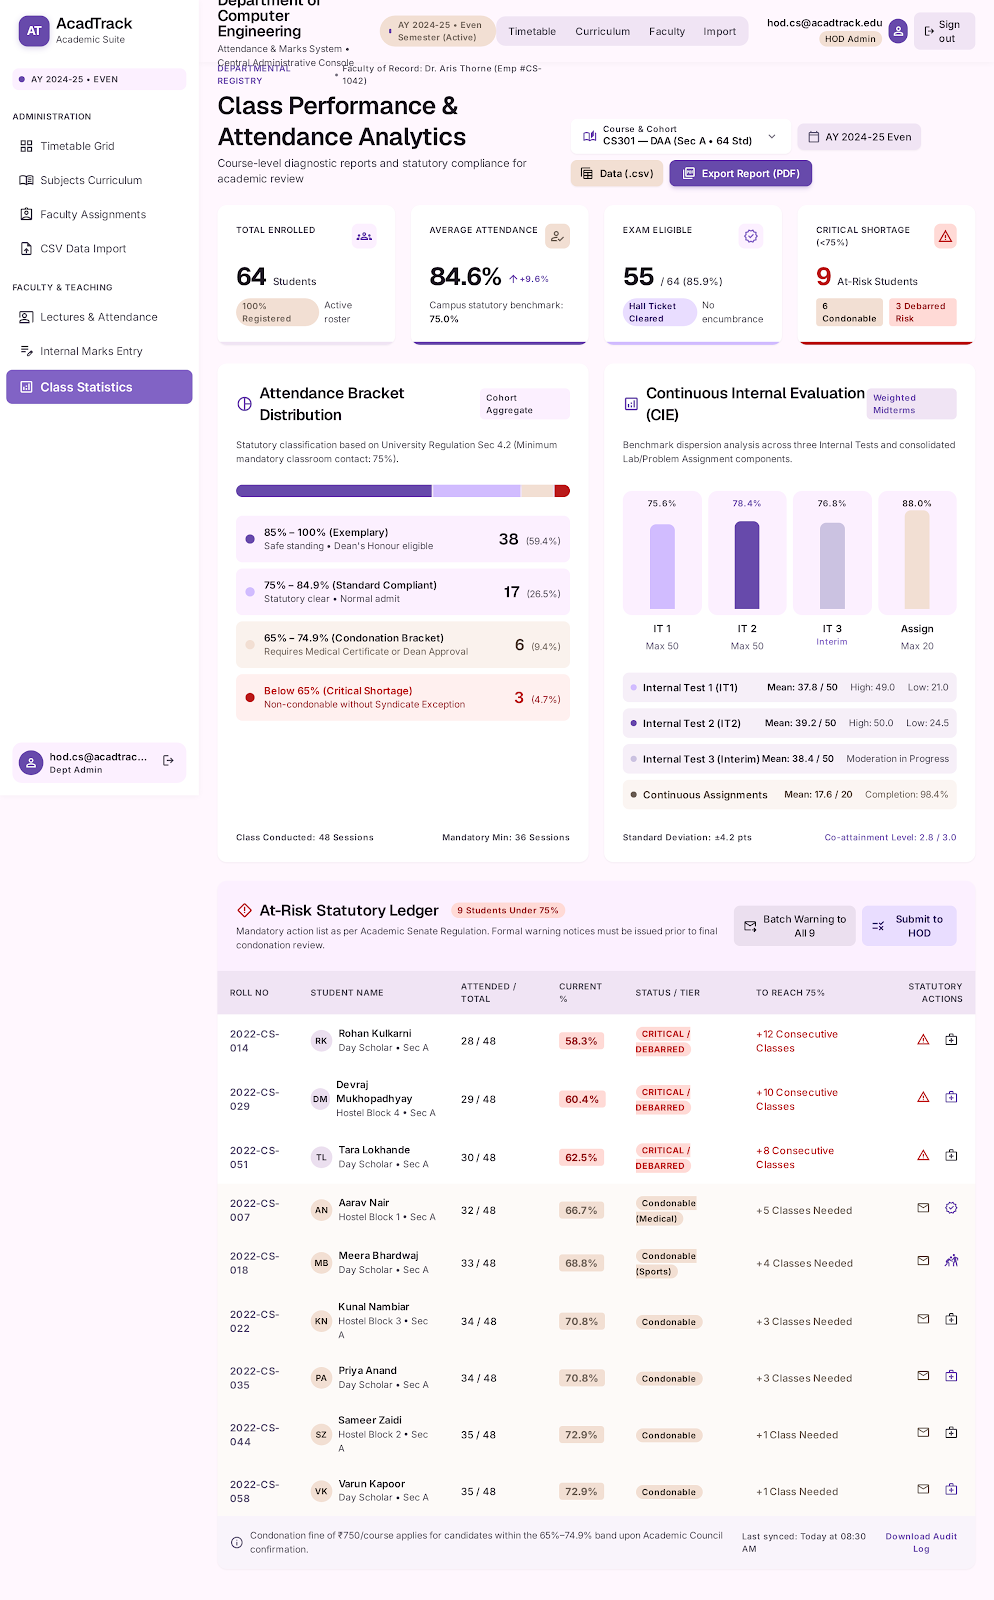 AT
AcadTrack
Academic Suite
AY 2024-25 • EVEN
ADMINISTRATION
Timetable Grid
Subjects Curriculum
Faculty Assignments
CSV Data Import
FACULTY & TEACHING
Lectures & Attendance
Internal Marks Entry
Class Statistics
hod.cs@acadtrac...
Dept Admin
Department of
Computer
Engineering
Attendance & Marks System •
Central Administrative Console
AY 2024-25 • Even
Semester (Active)
Timetable
Curriculum
Faculty
Import
hod.cs@acadtrack.edu
HOD Admin
Sign
out
DEPARTMENTAL
REGISTRY
• Faculty of Record: Dr. Aris Thorne (Emp #CS-
1042)
Class Performance &
Attendance Analytics
Course-level diagnostic reports and statutory compliance for
academic review
Course & Cohort
CS301 — DAA (Sec A • 64 Std)
AY 2024-25 Even
Data (.csv)
Export Report (PDF)
TOTAL ENROLLED
64 Students
100%
Registered
Active
roster
AVERAGE ATTENDANCE
84.6% +9.6%
Campus statutory benchmark:
75.0%
EXAM ELIGIBLE
55 / 64 (85.9%)
Hall Ticket
Cleared
No
encumbrance
CRITICAL SHORTAGE
(<75%)
9 At-Risk Students
6
Condonable
3 Debarred
Risk
Attendance Bracket
Distribution
Cohort
Aggregate
Statutory classification based on University Regulation Sec 4.2 (Minimum
mandatory classroom contact: 75%).
85% – 100% (Exemplary)
Safe standing • Dean's Honour eligible
38 (59.4%)
75% – 84.9% (Standard Compliant)
Statutory clear • Normal admit
17 (26.5%)
65% – 74.9% (Condonation Bracket)
Requires Medical Certificate or Dean Approval
6 (9.4%)
Below 65% (Critical Shortage)
Non-condonable without Syndicate Exception
3 (4.7%)
Class Conducted: 48 Sessions
Mandatory Min: 36 Sessions
Continuous Internal Evaluation
(CIE)
Weighted
Midterms
Benchmark dispersion analysis across three Internal Tests and consolidated
Lab/Problem Assignment components.
75.6%
78.4%
76.8%
88.0%
IT 1
Max 50
IT 2
Max 50
IT 3
Interim
Assign
Max 20
Internal Test 1 (IT1) Mean: 37.8 / 50 High: 49.0 Low: 21.0
Internal Test 2 (IT2) Mean: 39.2 / 50 High: 50.0 Low: 24.5
Internal Test 3 (Interim) Mean: 38.4 / 50 Moderation in Progress
Continuous Assignments Mean: 17.6 / 20 Completion: 98.4%
Standard Deviation: ±4.2 pts
Co-attainment Level: 2.8 / 3.0
At-Risk Statutory Ledger
9 Students Under 75%
Mandatory action list as per Academic Senate Regulation. Formal warning notices must be issued prior to final
condonation review.
Batch Warning to
All 9
Submit to
HOD
ROLL NO
STUDENT NAME
ATTENDED /
TOTAL
CURRENT
%
STATUS / TIER
TO REACH 75%
STATUTORY
ACTIONS
2022-CS-
014
RK
Rohan Kulkarni
Day Scholar • Sec A
28 / 48
58.3%
CRITICAL /
DEBARRED
+12 Consecutive
Classes
2022-CS-
029
DM
Devraj
Mukhopadhyay
Hostel Block 4 • Sec A
29 / 48
60.4%
CRITICAL /
DEBARRED
+10 Consecutive
Classes
2022-CS-
051
TL
Tara Lokhande
Day Scholar • Sec A
30 / 48
62.5%
CRITICAL /
DEBARRED
+8 Consecutive
Classes
2022-CS-
007
AN
Aarav Nair
Hostel Block 1 • Sec A
32 / 48
66.7%
Condonable
(Medical)
+5 Classes Needed
2022-CS-
018
MB
Meera Bhardwaj
Day Scholar • Sec A
33 / 48
68.8%
Condonable
(Sports)
+4 Classes Needed
2022-CS-
022
KN
Kunal Nambiar
Hostel Block 3 • Sec
A
34 / 48
70.8%
Condonable
+3 Classes Needed
2022-CS-
035
PA
Priya Anand
Day Scholar • Sec A
34 / 48
70.8%
Condonable
+3 Classes Needed
2022-CS-
044
SZ
Sameer Zaidi
Hostel Block 2 • Sec
A
35 / 48
72.9%
Condonable
+1 Class Needed
2022-CS-
058
VK
Varun Kapoor
Day Scholar • Sec A
35 / 48
72.9%
Condonable
+1 Class Needed
Condonation fine of ₹750/course applies for candidates within the 65%–74.9% band upon Academic Council
confirmation.
Last synced: Today at 08:30
AM
Download Audit
Log